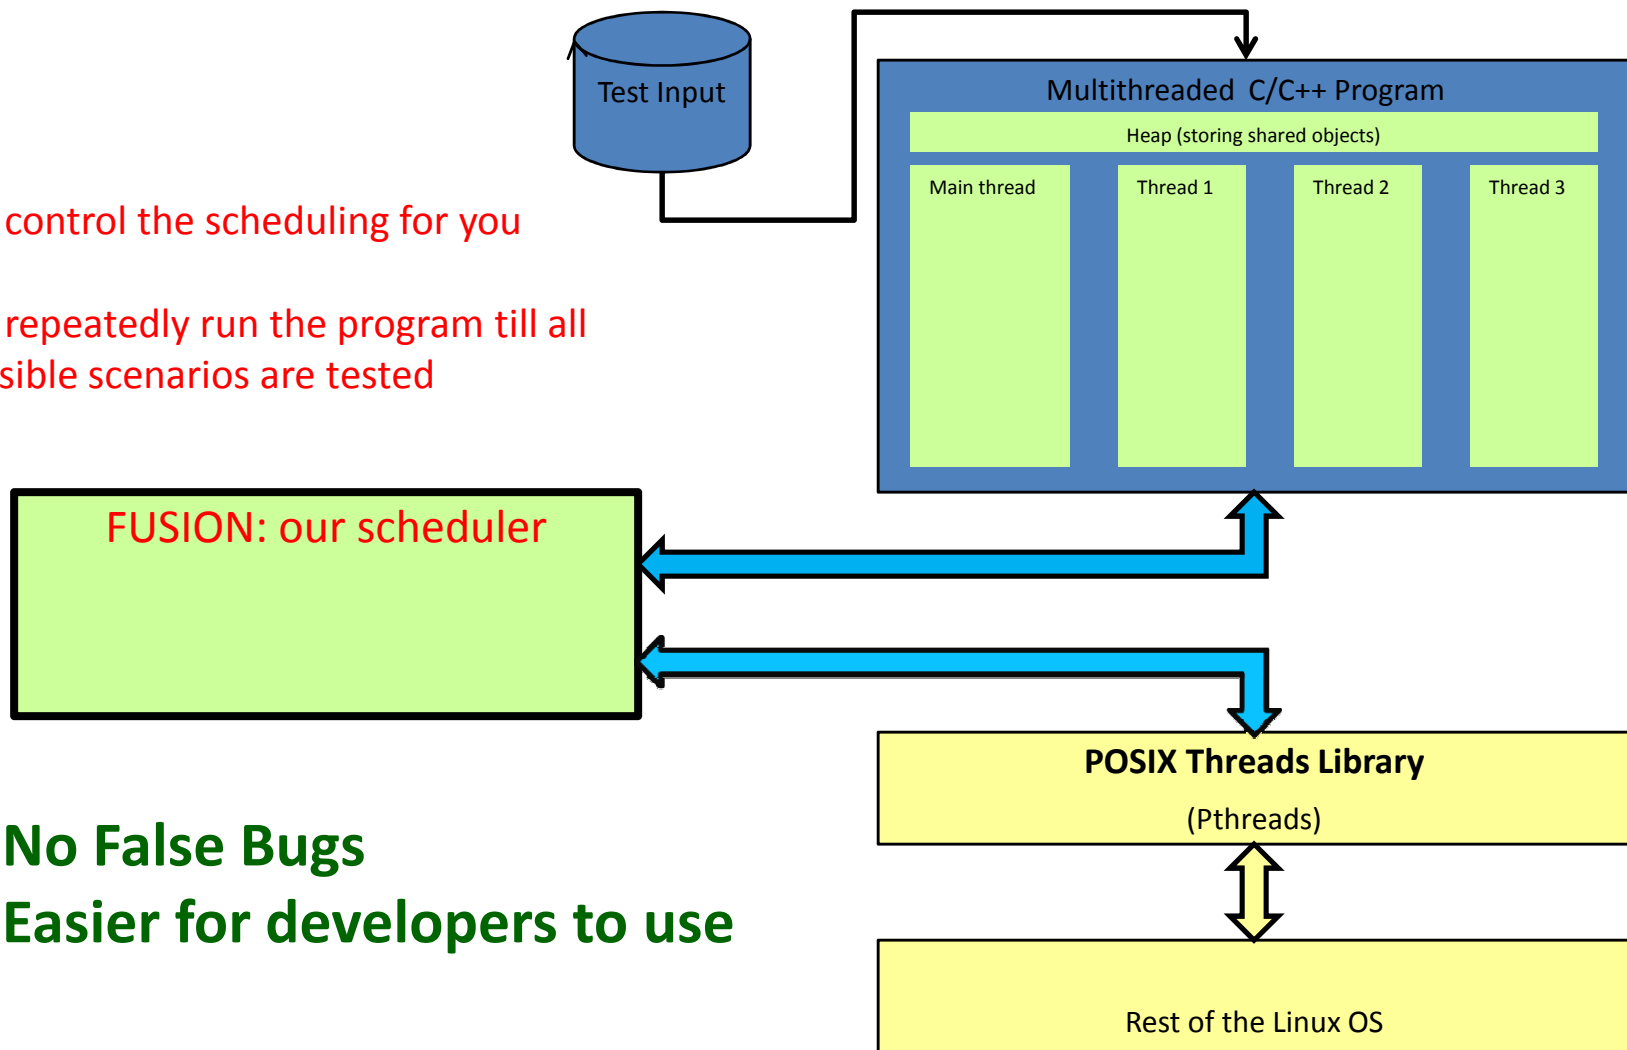 Test Input
Multithreaded C/C++ Program
Heap (storing shared objects)
Main thread
Thread 1
Thread 2
Thread 3
control the scheduling for you
repeatedly run the program till all
sible scenarios are tested
FUSION: our scheduler
POSIX Threads Library
(Pthreads)
No False Bugs
Easier for developers to use
Rest of the Linux OS